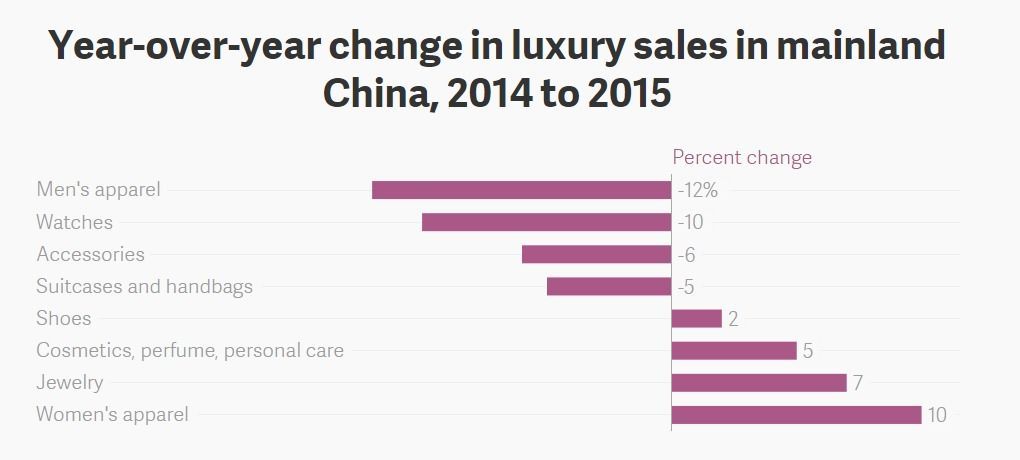 Year-over-year change in luxury sales in mainland
China, 2014 to 2015
Percent change
Men's apparel -12%
Watches -10
Accessories -6
Suitcases and handbags -5
Shoes 2
Cosmetics, perfume, personal care 5
Jewelry 7
Women's apparel 10